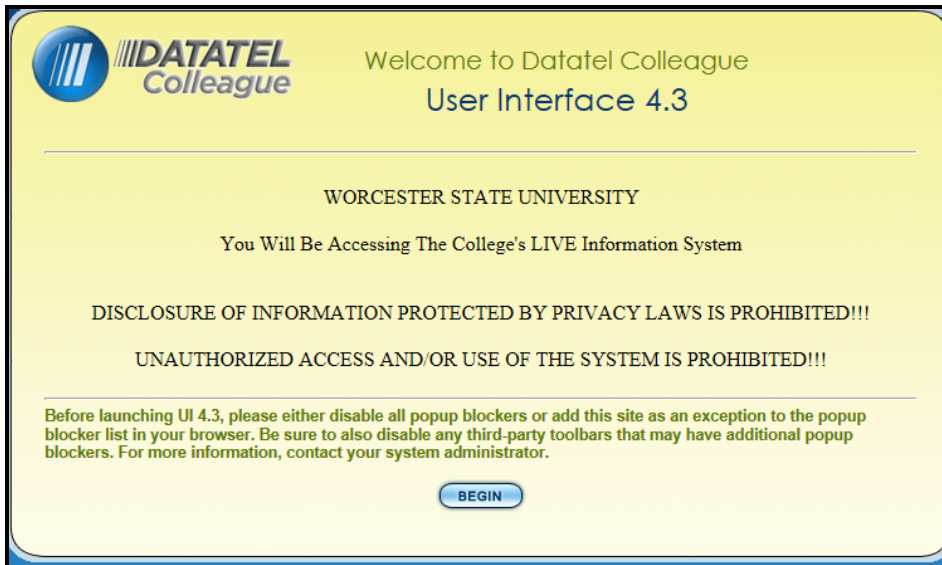 DATATEL
Colleague
Welcome to Datatel Colleague
User Interface 4.3
WORCESTER STATE UNIVERSITY
You Will Be Accessing The College's LIVE Information System
DISCLOSURE OF INFORMATION PROTECTED BY PRIVACY LAWS IS PROHIBITED!!!
UNAUTHORIZED ACCESS AND/OR USE OF THE SYSTEM IS PROHIBITED!!!
Before launching UI 4.3, please either disable all popup blockers or add this site as an exception to the popup
blocker list in your browser. Be sure to also disable any third-party toolbars that may have additional popup
blockers. For more information, contact your system administrator.
BEGIN